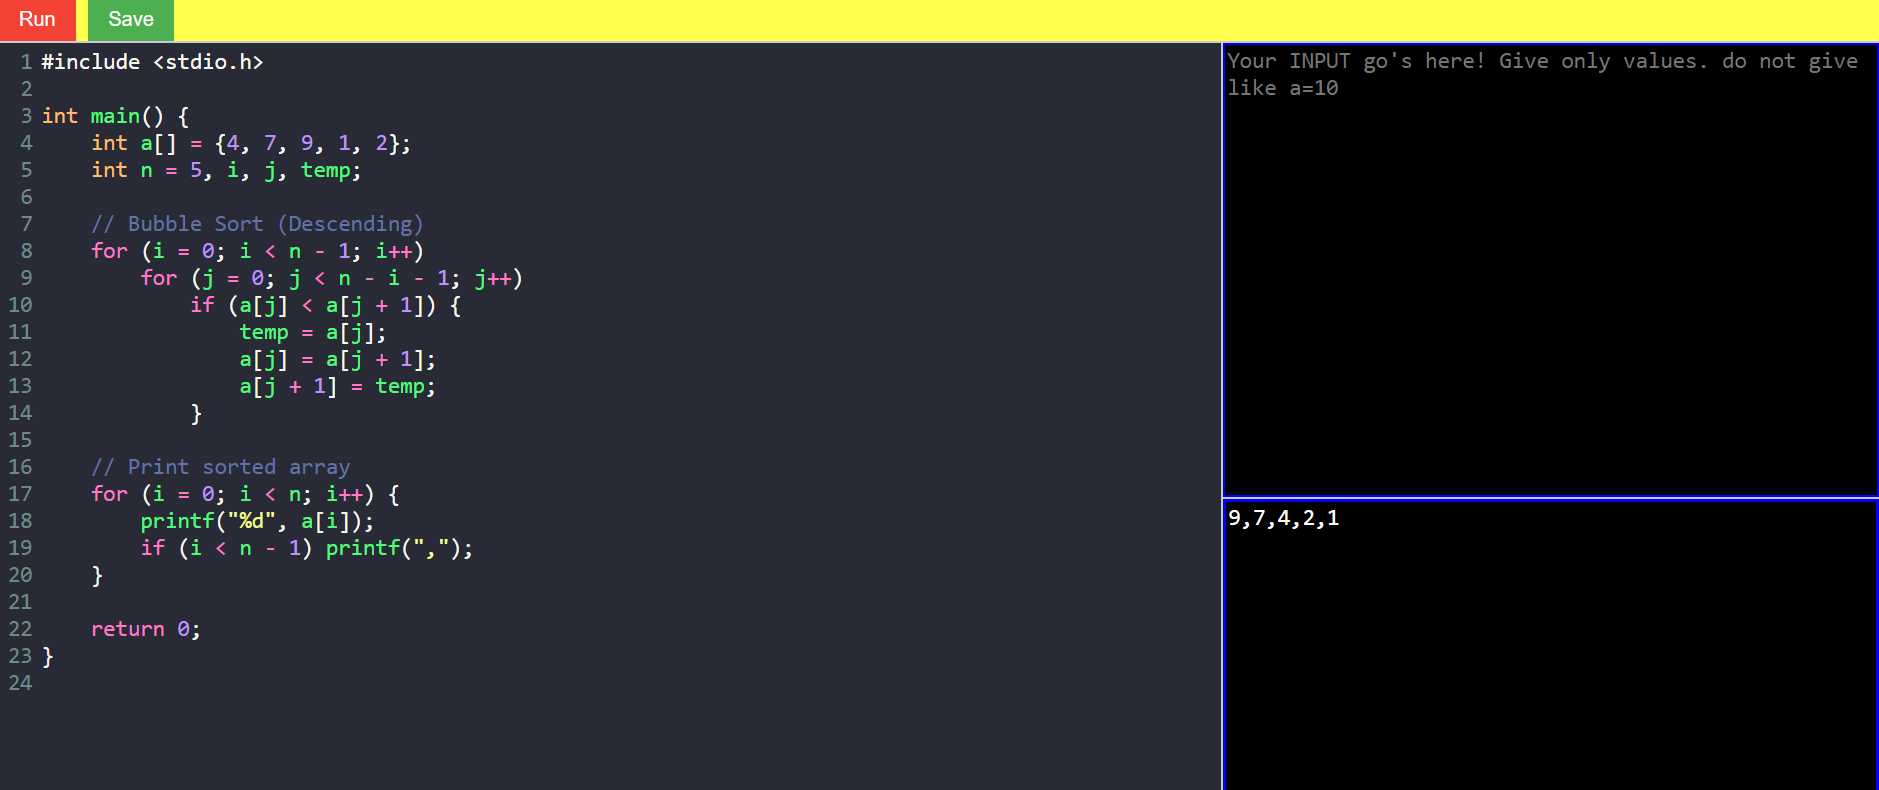 Run Save
1 #include <stdio.h>
2
3 int main() {
4     int a[] = {4, 7, 9, 1, 2};
5     int n = 5, i, j, temp;
6
7     // Bubble Sort (Descending)
8     for (i = 0; i < n - 1; i++)
9         for (j = 0; j < n - i - 1; j++)
10             if (a[j] < a[j + 1]) {
11                 temp = a[j];
12                 a[j] = a[j + 1];
13                 a[j + 1] = temp;
14             }
15
16     // Print sorted array
17     for (i = 0; i < n; i++) {
18         printf("%d", a[i]);
19         if (i < n - 1) printf(",");
20     }
21
22     return 0;
23 }
24
Your INPUT go's here! Give only values. do not give
like a=10
9,7,4,2,1